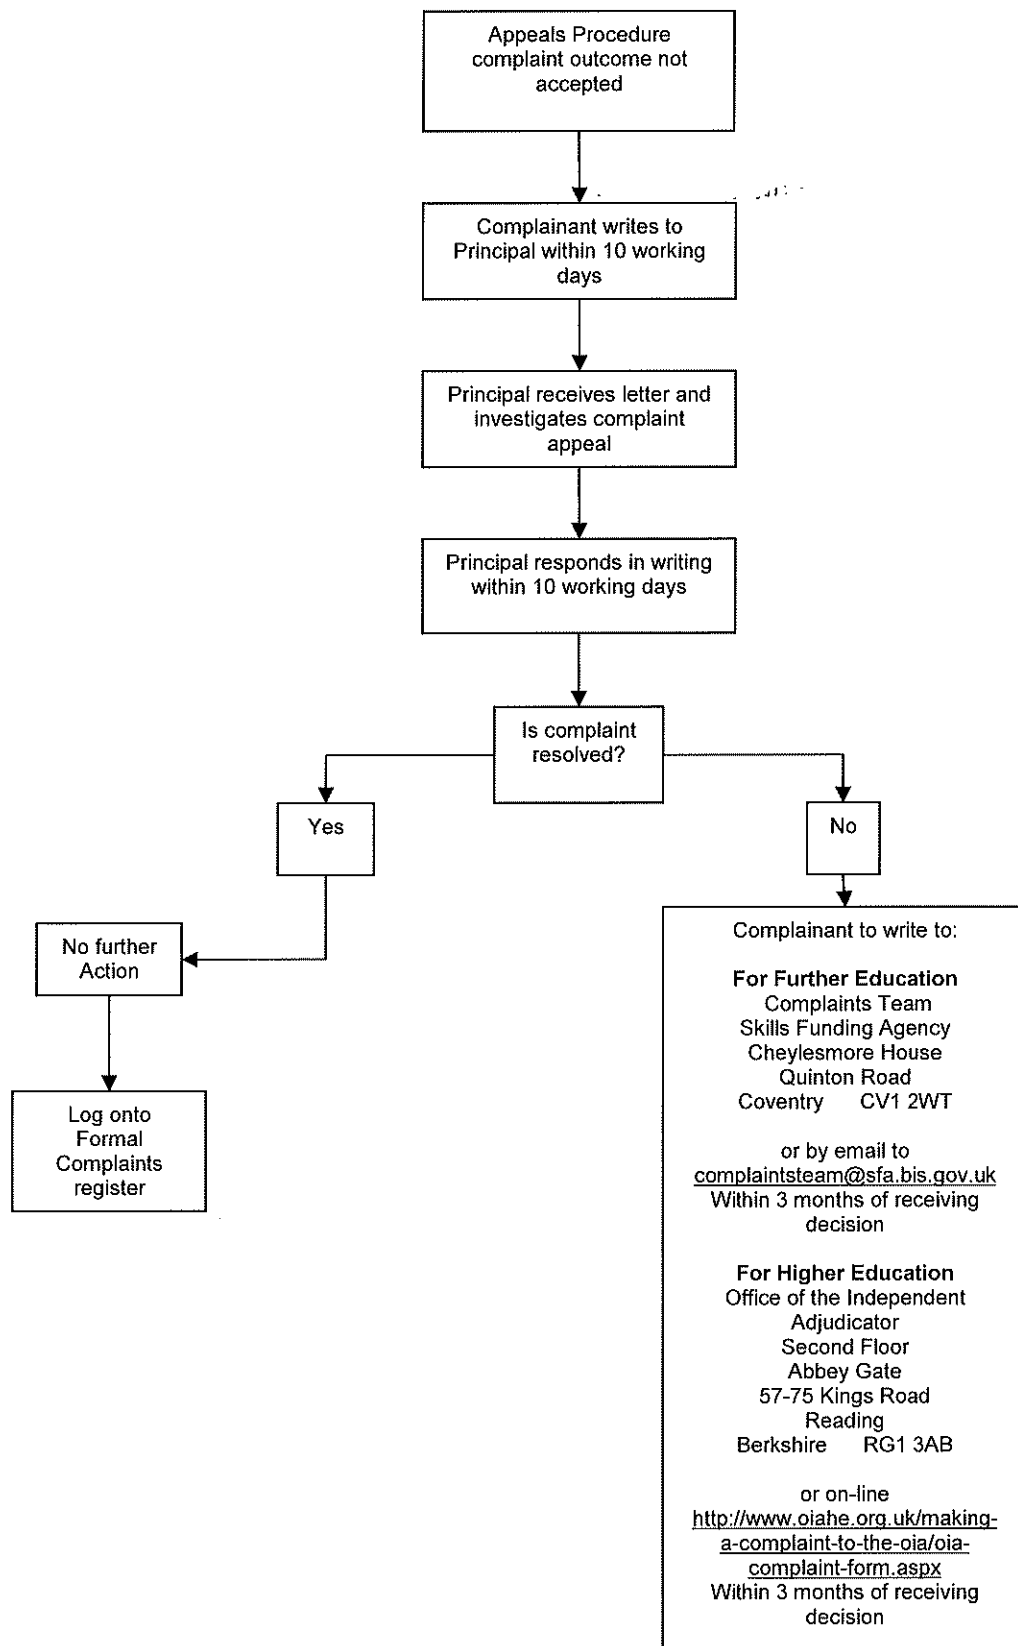 Appeals Procedure
complaint outcome not
accepted
Complainant writes to
Principal within 10 working
days
Principal receives letter and
investigates complaint
appeal
Principal responds in writing
within 10 working days
Is complaint
resolved?
Yes
No
No further
Action
Log onto
Formal
Complaints
register
Complainant to write to:
For Further Education
Complaints Team
Skills Funding Agency
Cheylesmore House
Quinton Road
Coventry CV1 2WT
or by email to
complaintsteam@sfa.bis.gov.uk
Within 3 months of receiving
decision
For Higher Education
Office of the Independent
Adjudicator
Second Floor
Abbey Gate
57-75 Kings Road
Reading
Berkshire RG1 3AB
or on-line
http://www.oiahe.org.uk/making-
a-complaint-to-the-oia/oia-
complaint-form.aspx
Within 3 months of receiving
decision